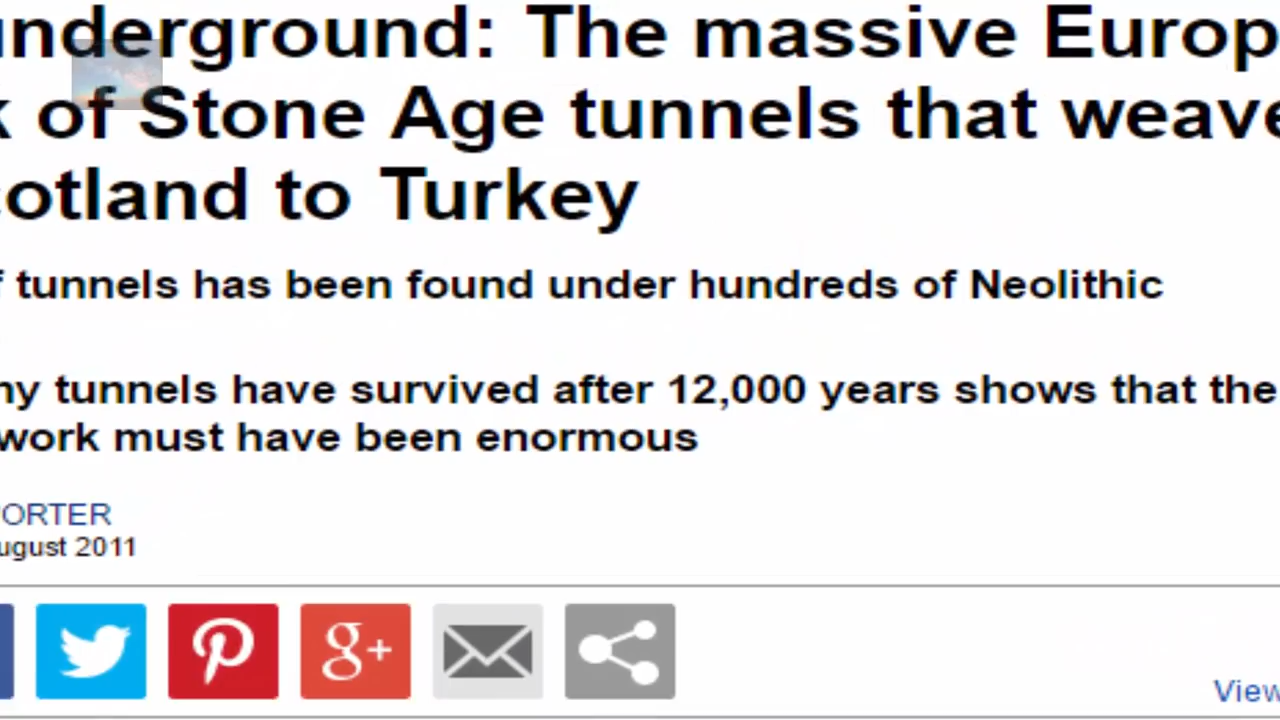 underground: The massive Europ
k of Stone Age tunnels that weave
cotland to Turkey
f tunnels has been found under hundreds of Neolithic
ny tunnels have survived after 12,000 years shows that the
work must have been enormous
ORTER
ugust 2011
g+
View